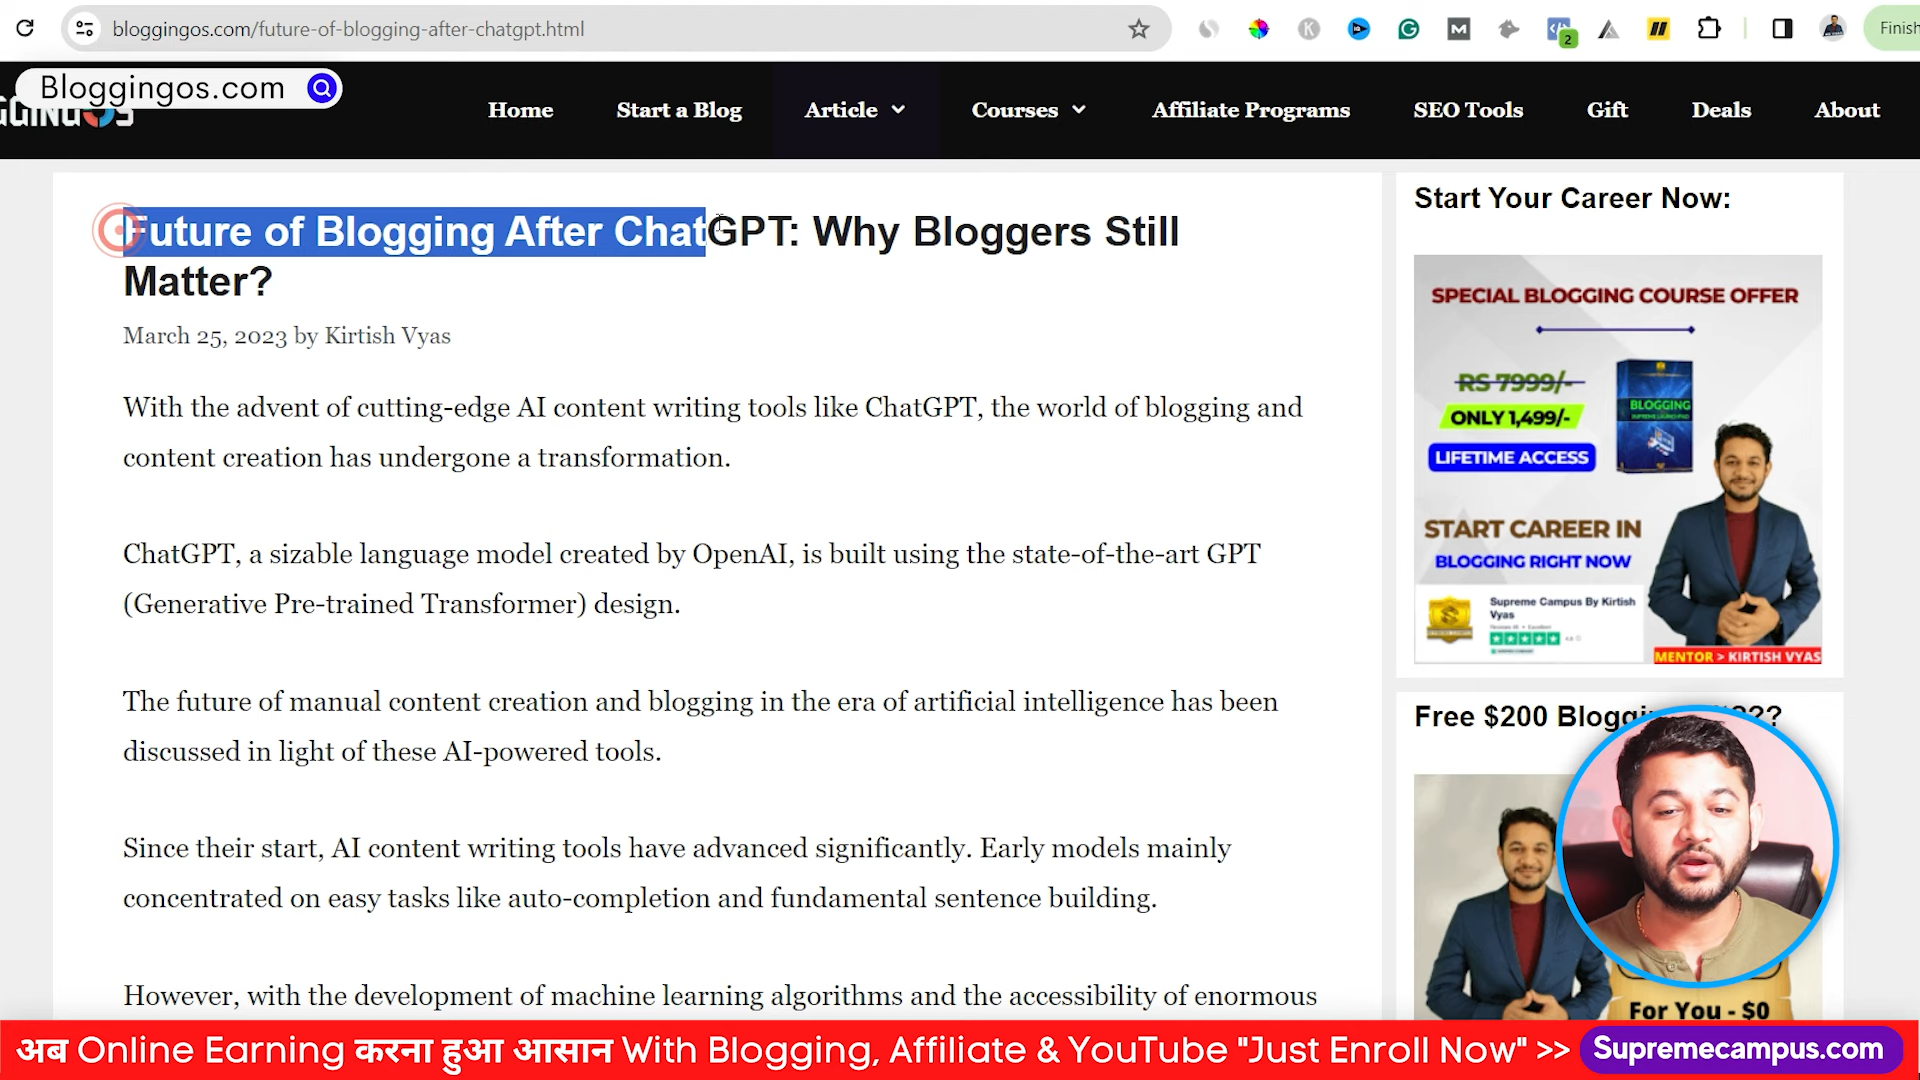 bloggingos.com/future-of-blogging-after-chatgpt.html
2
Finish
Bloggingos.com
Home
Start a Blog
Article
Courses
Affiliate Programs
SEO Tools
Gift
Deals
About
Future of Blogging After ChatGPT: Why Bloggers Still
Matter?
March 25, 2023 by Kirtish Vyas
With the advent of cutting-edge AI content writing tools like ChatGPT, the world of blogging and
content creation has undergone a transformation.
ChatGPT, a sizable language model created by OpenAI, is built using the state-of-the-art GPT
(Generative Pre-trained Transformer) design.
The future of manual content creation and blogging in the era of artificial intelligence has been
discussed in light of these AI-powered tools.
Since their start, AI content writing tools have advanced significantly. Early models mainly
concentrated on easy tasks like auto-completion and fundamental sentence building.
However, with the development of machine learning algorithms and the accessibility of enormous
Start Your Career Now:
SPECIAL BLOGGING COURSE OFFER
RS 7999/-
ONLY 1,499/-
LIFETIME ACCESS
BLOGGING
START CAREER IN
BLOGGING RIGHT NOW
Supreme Campus By Kirtish
Vyas
MENTOR > KIRTISH VYAS
Free $200
For You - $0
अब Online Earning करना हुआ आसान With Blogging, Affiliate & YouTube "Just Enroll Now" >> Supremecampus.com